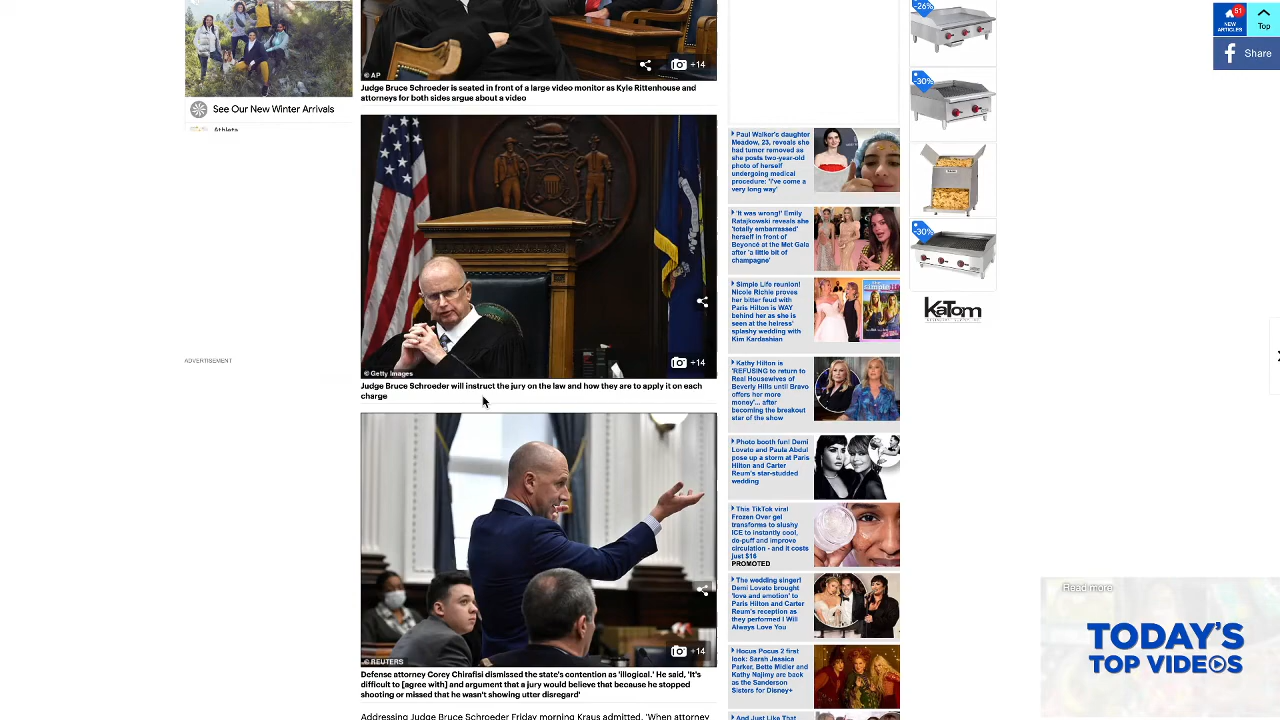 See Our New Winter Arrivals
Athleta
ADVERTISEMENT
© AP
+14
Judge Bruce Schroeder is seated in front of a large video monitor as Kyle Rittenhouse and
attorneys for both sides argue about a video
© Getty Images
+14
Judge Bruce Schroeder will instruct the jury on the law and how they are to apply it on each
charge
© REUTERS
+14
Defense attorney Corey Chirafisi dismissed the state's contention as 'illogical.' He said, 'It's
difficult to [agree with] and argument that a jury would believe that because he stopped
shooting or missed that he wasn't showing utter disregard'
Addressing Judge Bruce Schroeder Friday morning Kraus admitted, 'When attorney
Paul Walker's daughter
Meadow, 23, reveals she
had tumor removed as
she posts two-year-old
photo of herself
undergoing medical
procedure: 'I've come a
very long way'
'It was wrong!' Emily
Ratajkowski reveals she
'totally embarrassed'
herself in front of
Beyoncé at the Met Gala
after 'a little bit of
champagne'
Simple Life reunion!
Nicole Richie proves
her bitter feud with
Paris Hilton is WAY
behind her as she is
seen at the heiress'
splashy wedding with
Kim Kardashian
Kathy Hilton is
'REFUSING to return to
Real Housewives of
Beverly Hills until Bravo
offers her more
money'... after
becoming the breakout
star of the show
Photo booth fun! Demi
Lovato and Paula Abdul
pose up a storm at Paris
Hilton and Carter
Reum's star-studded
wedding
This TikTok viral
Frozen Over gel
transforms to slushy
ICE to instantly cool,
de-puff and improve
circulation - and it costs
just $16
PROMOTED
The wedding singer!
Demi Lovato brought
'love and emotion' to
Paris Hilton and Carter
Reum's reception as
they performed I Will
Always Love You
Hocus Pocus 2 first
look: Sarah Jessica
Parker, Bette Midler and
Kathy Najimy are back
as the Sanderson
Sisters for Disney+
And Just Like That
-26%
-30%
-30%
KaTom
51
NEW
ARTICLES
Top
Share
Read more
TODAY'S
TOP VIDEOS